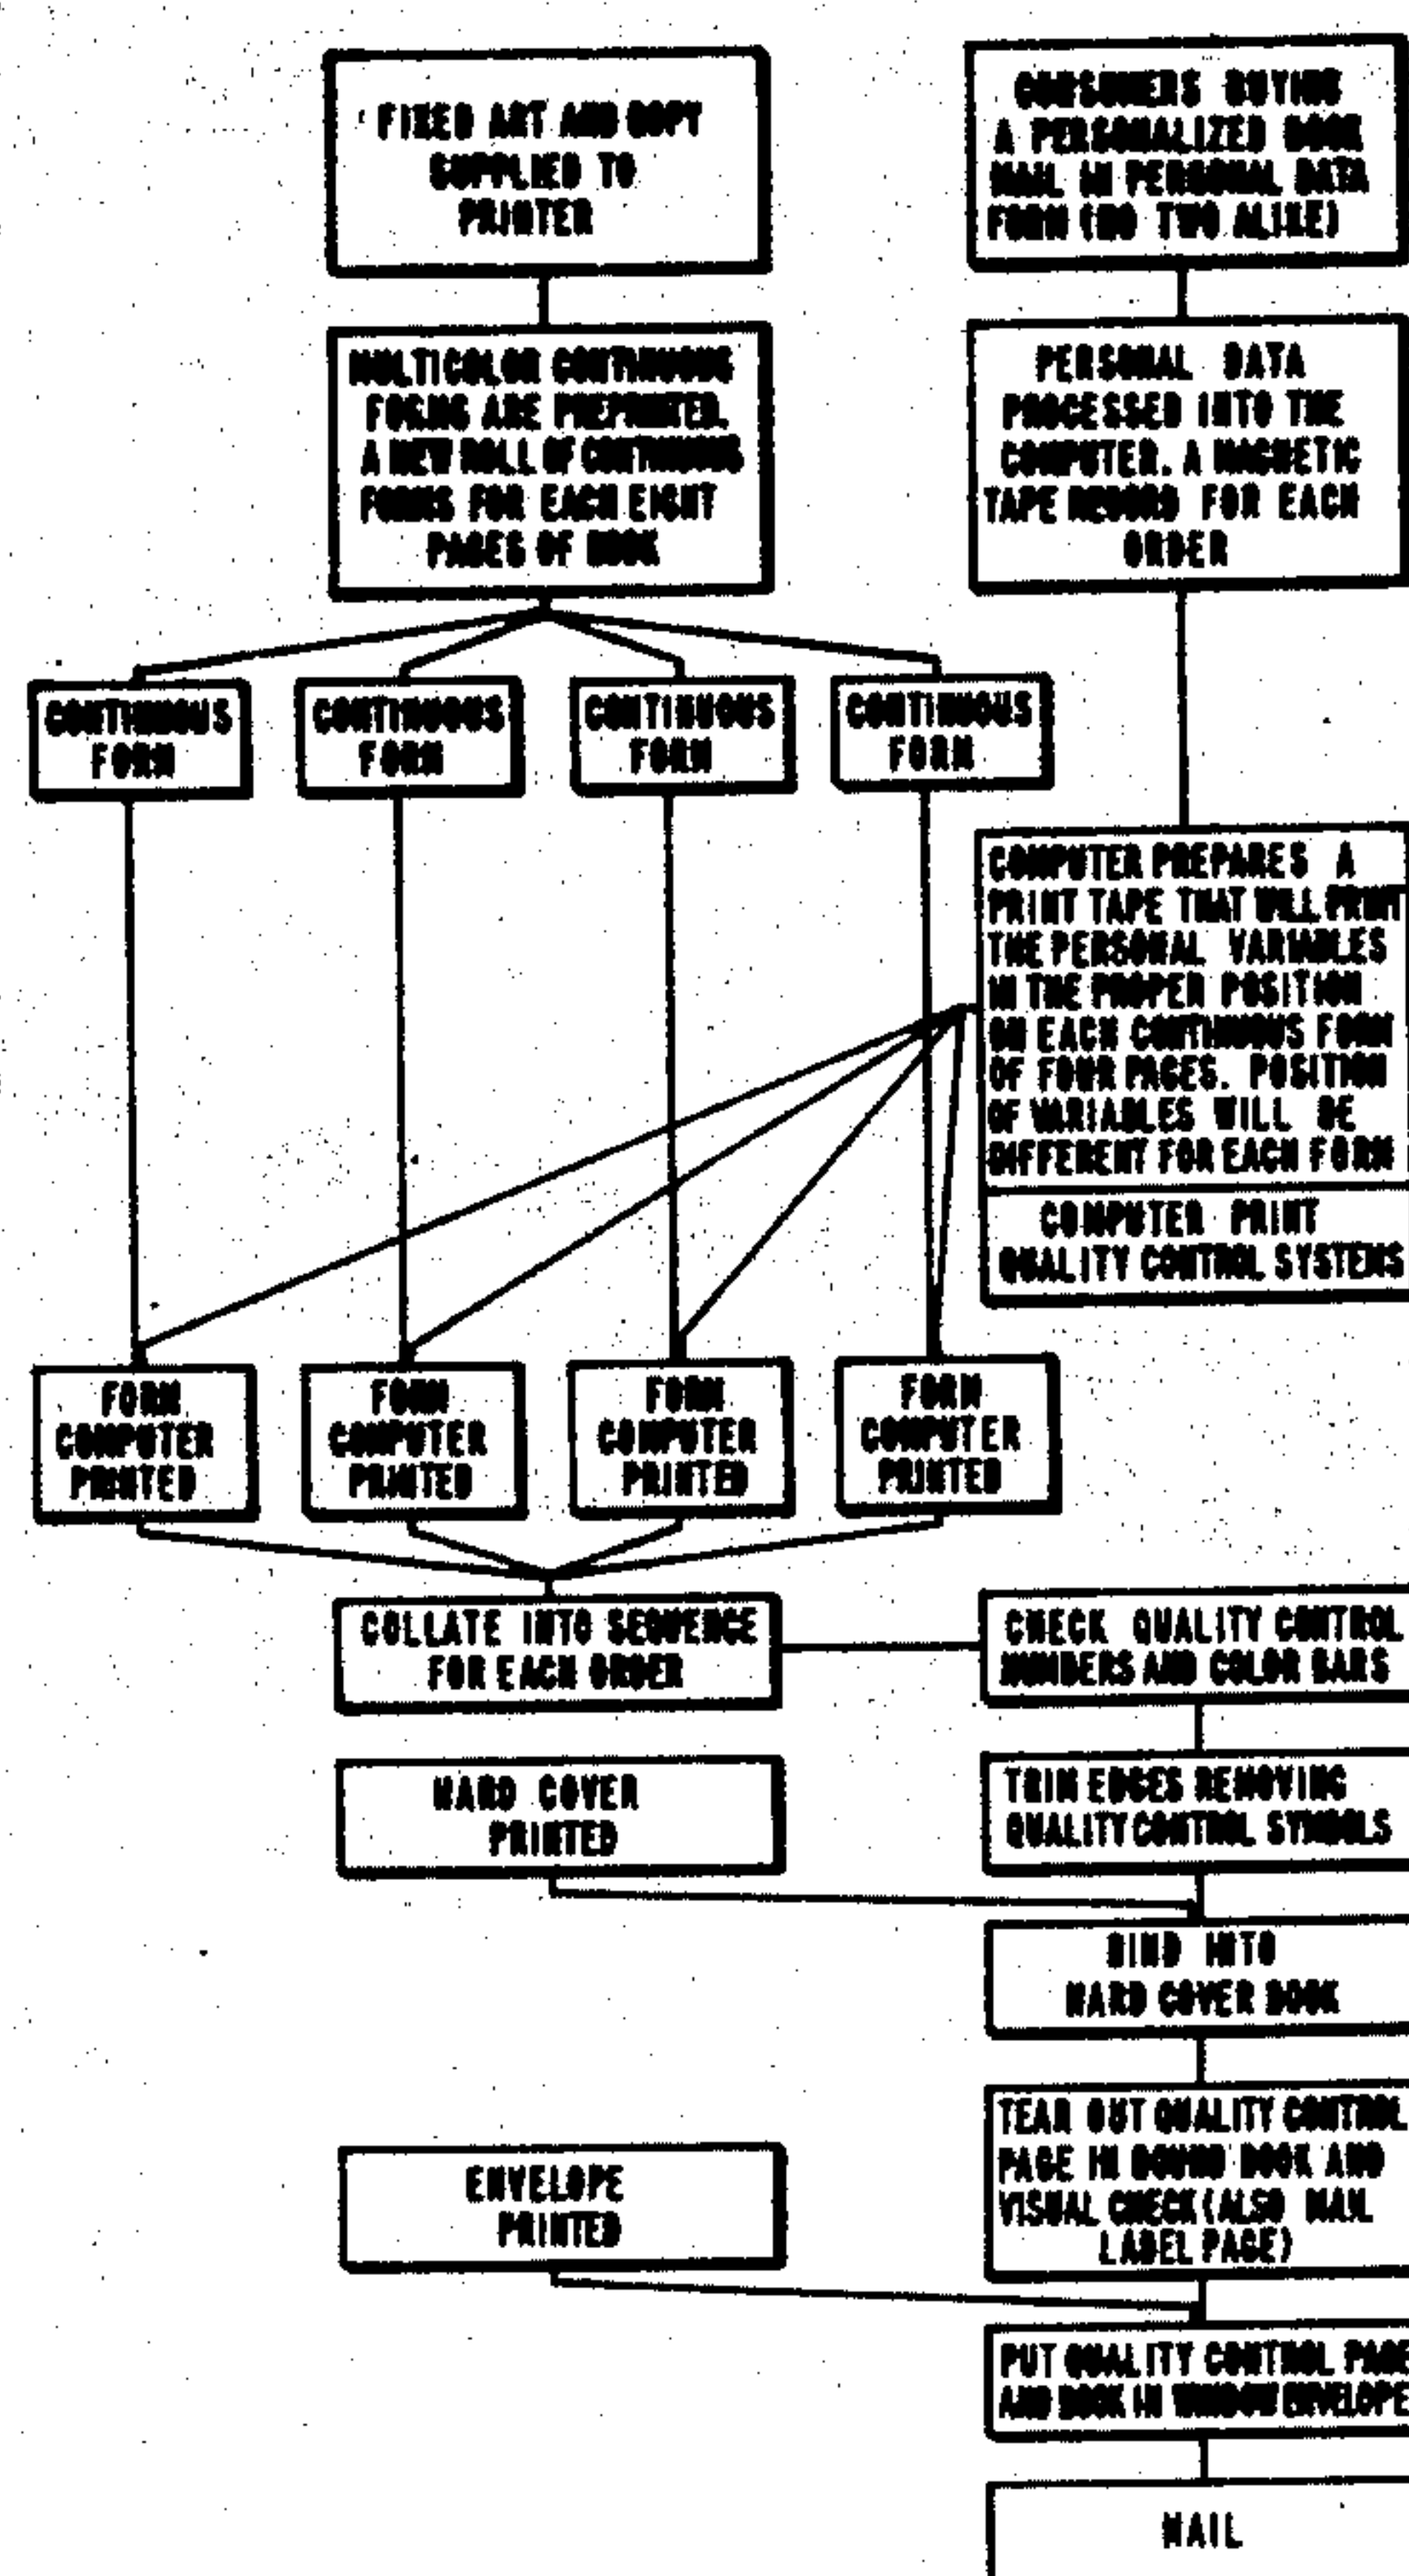 FIXED ART AND COPY
SUPPLIED TO
PRINTER
CONSUMERS BUYING
A PERSONALIZED BOOK
MAIL IN PERSONAL DATA
FORM (NO TWO ALIKE)
MULTICOLOR CONTINUOUS
FORMS ARE PREPRINTED.
A NEW ROLL OF CONTINUOUS
FORMS FOR EACH EIGHT
PAGES OF BOOK
PERSONAL DATA
PROCESSED INTO THE
COMPUTER. A MAGNETIC
TAPE RECORD FOR EACH
ORDER
CONTINUOUS
FORM
CONTINUOUS
FORM
CONTINUOUS
FORM
CONTINUOUS
FORM
COMPUTER PREPARES A
PRINT TAPE THAT WILL PRINT
THE PERSONAL VARIABLES
IN THE PROPER POSITION
ON EACH CONTINUOUS FORM
OF FOUR PAGES. POSITION
OF VARIABLES WILL BE
DIFFERENT FOR EACH FORM
COMPUTER PRINT
QUALITY CONTROL SYSTEMS
FORM
COMPUTER
PRINTED
FORM
COMPUTER
PRINTED
FORM
COMPUTER
PRINTED
FORM
COMPUTER
PRINTED
COLLATE INTO SEQUENCE
FOR EACH ORDER
CHECK QUALITY CONTROL
NUMBERS AND COLOR BARS
HARD COVER
PRINTED
TRIM EDGES REMOVING
QUALITY CONTROL SYMBOLS
BIND INTO
HARD COVER BOOK
TEAR OUT QUALITY CONTROL
PAGE IN BOUND BOOK AND
VISUAL CHECK (ALSO MAIL
LABEL PAGE)
ENVELOPE
PRINTED
PUT QUALITY CONTROL PAGE
AND BOOK IN WINDOW ENVELOPE
MAIL